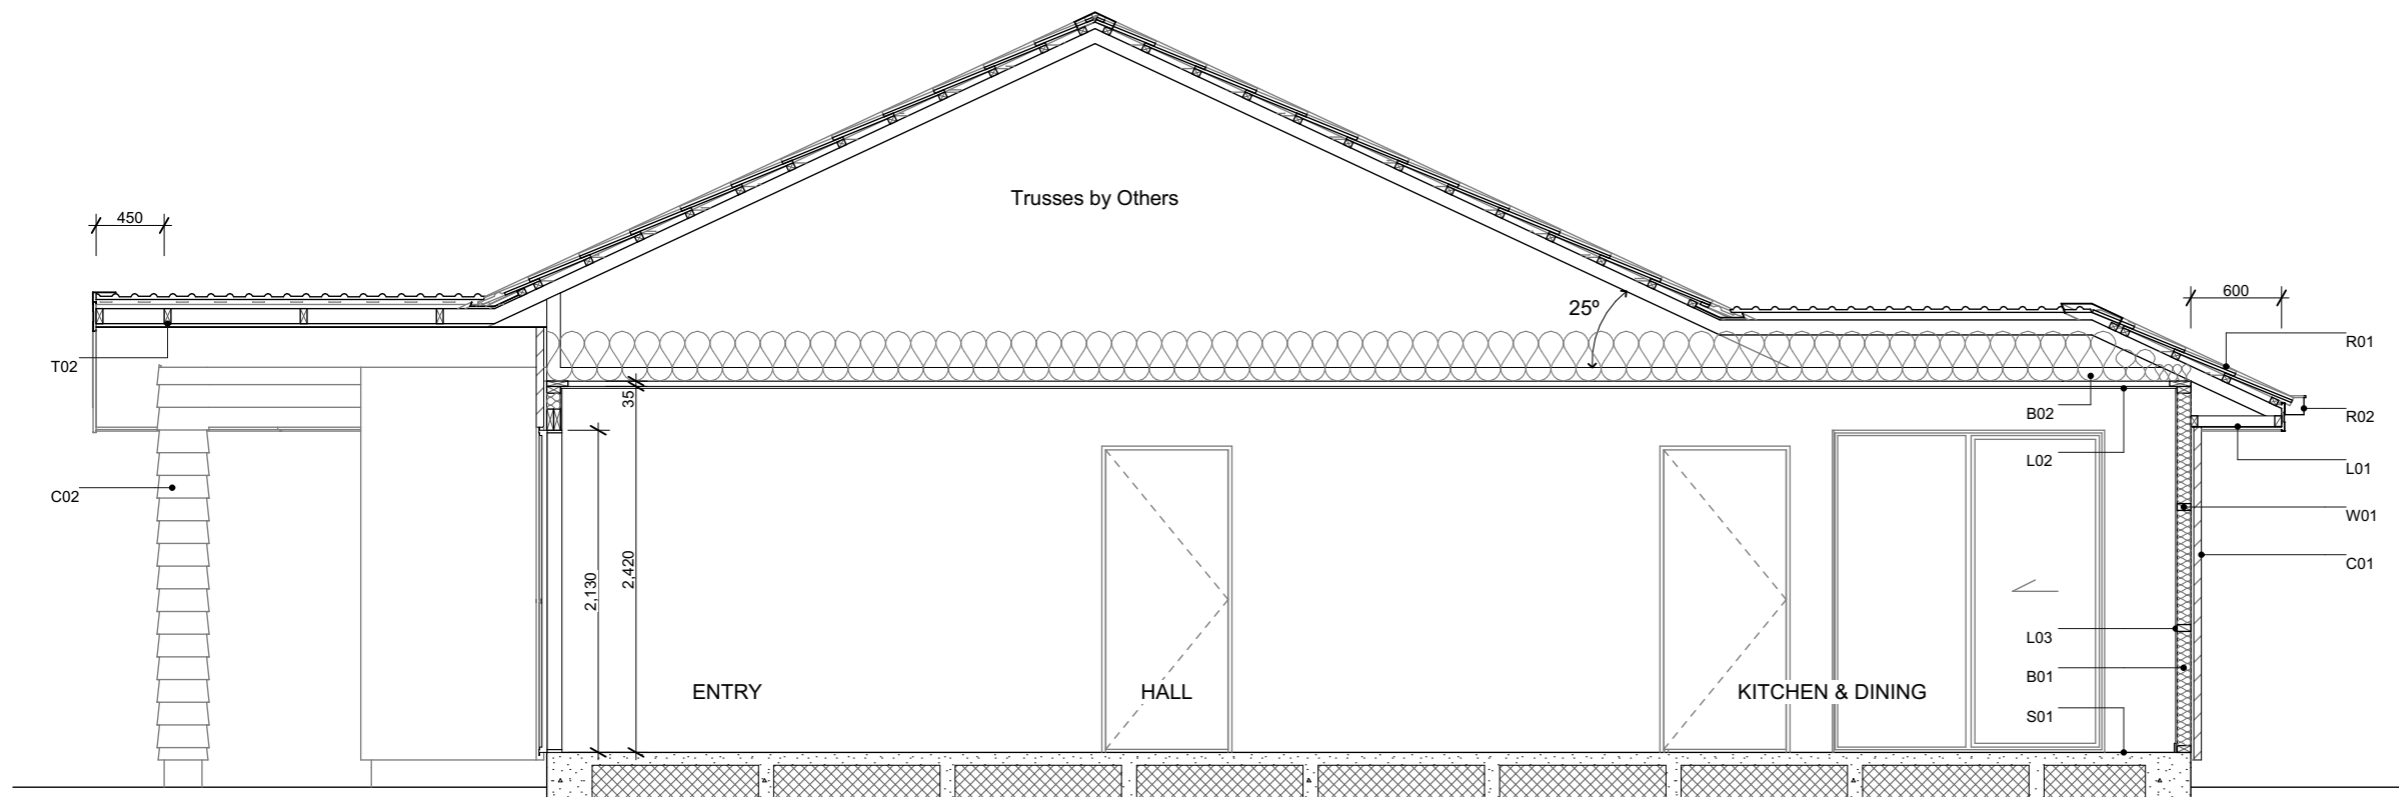 Trusses by Others
450
600
25°
T02
R01
35
B02
R02
L02
L01
C02
W01
C01
2,130
2,420
L03
B01
ENTRY
HALL
KITCHEN & DINING
S01